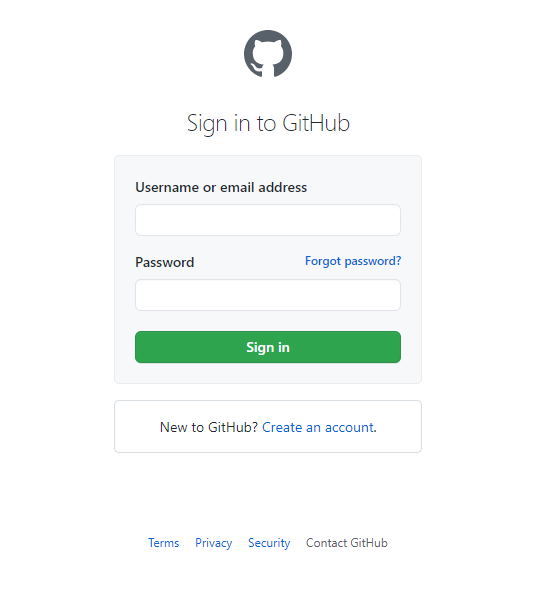 Sign in to GitHub
Username or email address
Password Forgot password?
Sign in
New to GitHub? Create an account.
Terms Privacy Security Contact GitHub